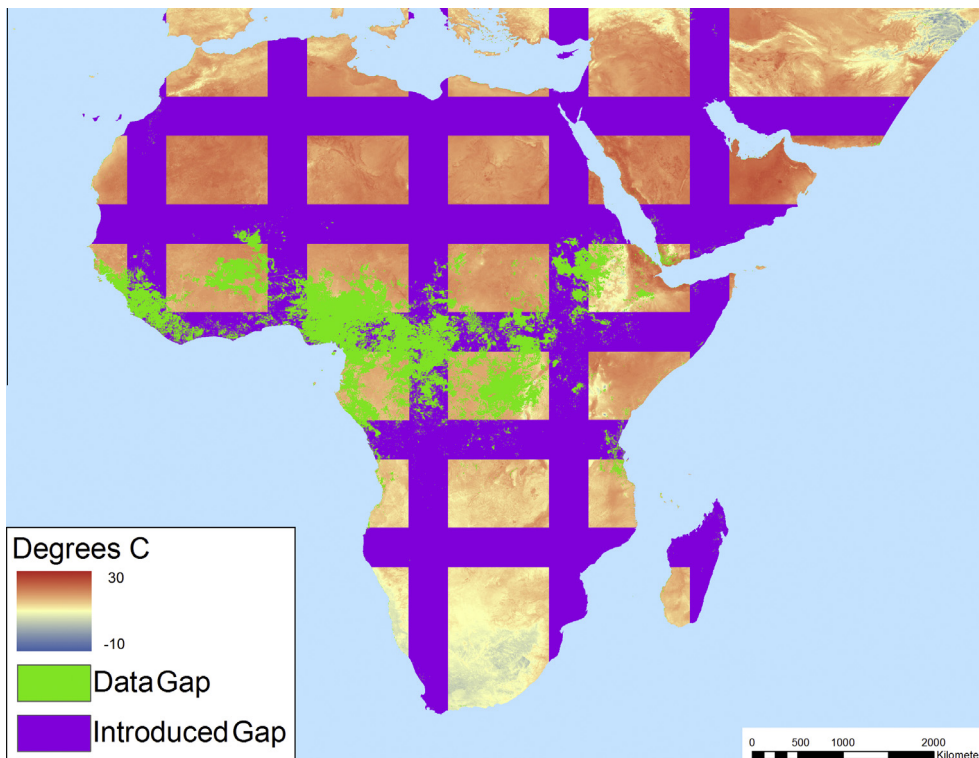 Degrees C
30
-10
Data Gap
Introduced Gap
0 500 1000 2000
Kilomete